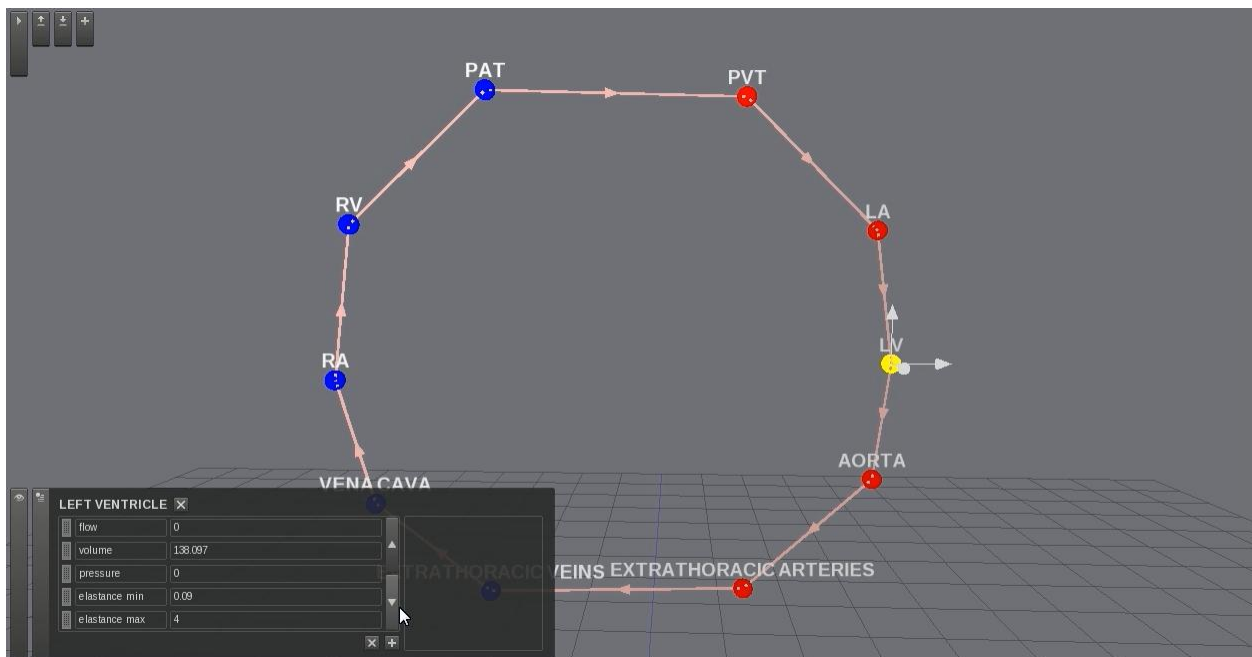 PAT
PVT
RV
LA
LV
RA
AORTA
VENA CAVA
EXTRATHORACIC VEINS
EXTRATHORACIC ARTERIES
LEFT VENTRICLE
flow 0
volume 138.097
pressure 0
elastance min 0.09
elastance max 4